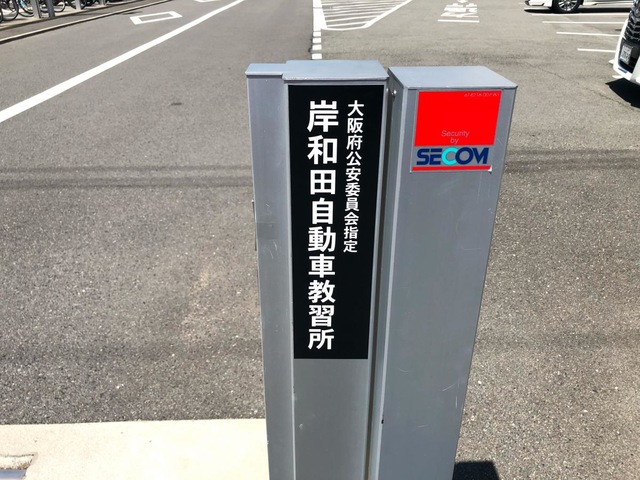 大阪府公安委員会指定
岸和田自動車教習所
Security
by
SECOM